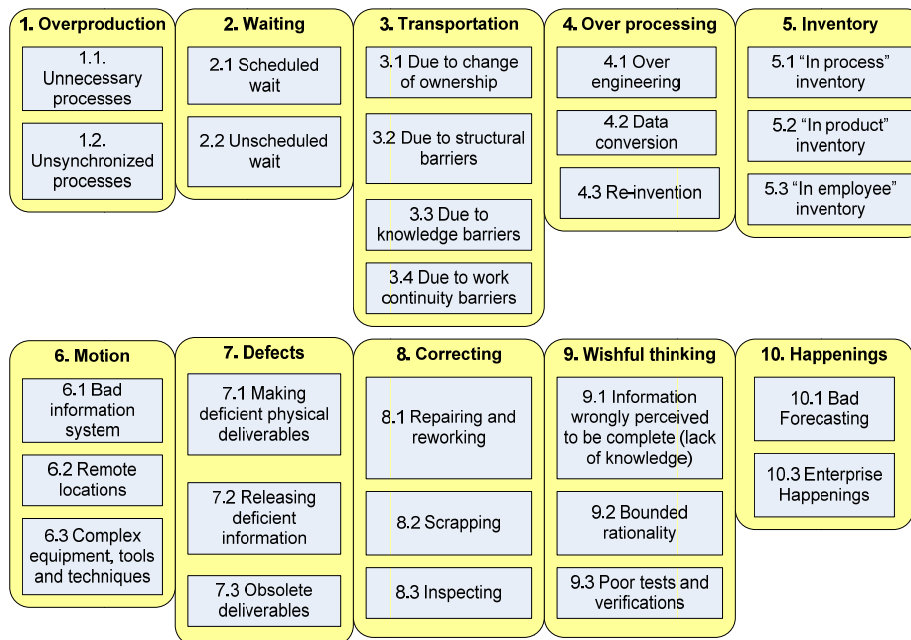 1. Overproduction
1.1.
Unnecessary
processes
1.2.
Unsynchronized
processes
2. Waiting
2.1 Scheduled
wait
2.2 Unscheduled
wait
3. Transportation
3.1 Due to change
of ownership
3.2 Due to structural
barriers
3.3 Due to
knowledge barriers
3.4 Due to work
continuity barriers
4. Over processing
4.1 Over
engineering
4.2 Data
conversion
4.3 Re-invention
5. Inventory
5.1 “In process”
inventory
5.2 “In product”
inventory
5.3 “In employee”
inventory
6. Motion
6.1 Bad
information
system
6.2 Remote
locations
6.3 Complex
equipment, tools
and techniques
7. Defects
7.1 Making
deficient physical
deliverables
7.2 Releasing
deficient
information
7.3 Obsolete
deliverables
8. Correcting
8.1 Repairing and
reworking
8.2 Scrapping
8.3 Inspecting
9. Wishful thinking
9.1 Information
wrongly perceived
to be complete (lack
of knowledge)
9.2 Bounded
rationality
9.3 Poor tests and
verifications
10. Happenings
10.1 Bad
Forecasting
10.3 Enterprise
Happenings